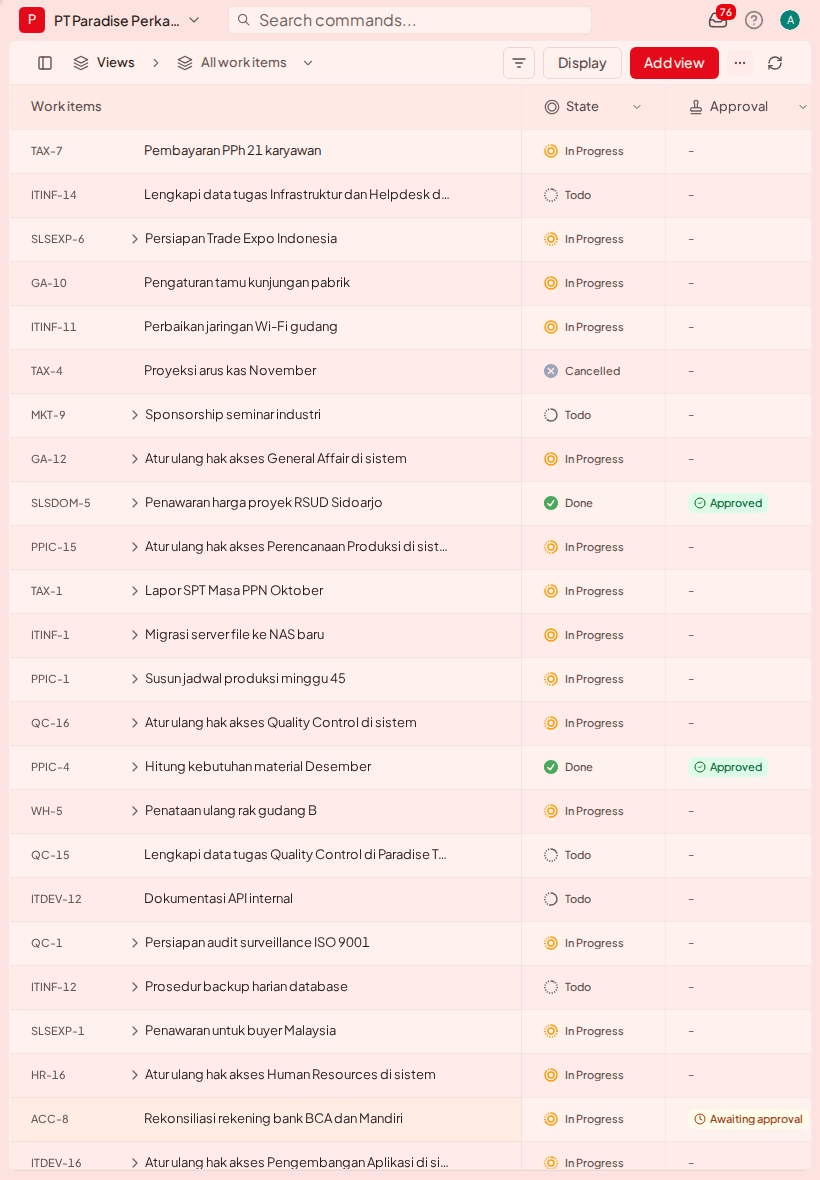 P PT Paradise Perka... Search commands... 76 A
Views All work items Display Add view
Work items State Approval
TAX-7 Pembayaran PPh 21 karyawan In Progress -
ITINF-14 Lengkapi data tugas Infrastruktur dan Helpdesk d... Todo -
SLSEXP-6 Persiapan Trade Expo Indonesia In Progress -
GA-10 Pengaturan tamu kunjungan pabrik In Progress -
ITINF-11 Perbaikan jaringan Wi-Fi gudang In Progress -
TAX-4 Proyeksi arus kas November Cancelled -
MKT-9 Sponsorship seminar industri Todo -
GA-12 Atur ulang hak akses General Affair di sistem In Progress -
SLSDOM-5 Penawaran harga proyek RSUD Sidoarjo Done Approved
PPIC-15 Atur ulang hak akses Perencanaan Produksi di sist... In Progress -
TAX-1 Lapor SPT Masa PPN Oktober In Progress -
ITINF-1 Migrasi server file ke NAS baru In Progress -
PPIC-1 Susun jadwal produksi minggu 45 In Progress -
QC-16 Atur ulang hak akses Quality Control di sistem In Progress -
PPIC-4 Hitung kebutuhan material Desember Done Approved
WH-5 Penataan ulang rak gudang B In Progress -
QC-15 Lengkapi data tugas Quality Control di Paradise T... Todo -
ITDEV-12 Dokumentasi API internal Todo -
QC-1 Persiapan audit surveillance ISO 9001 In Progress -
ITINF-12 Prosedur backup harian database Todo -
SLSEXP-1 Penawaran untuk buyer Malaysia In Progress -
HR-16 Atur ulang hak akses Human Resources di sistem In Progress -
ACC-8 Rekonsiliasi rekening bank BCA dan Mandiri In Progress Awaiting approval
ITDEV-16 Atur ulang hak akses Pengembangan Aplikasi di si... In Progress -